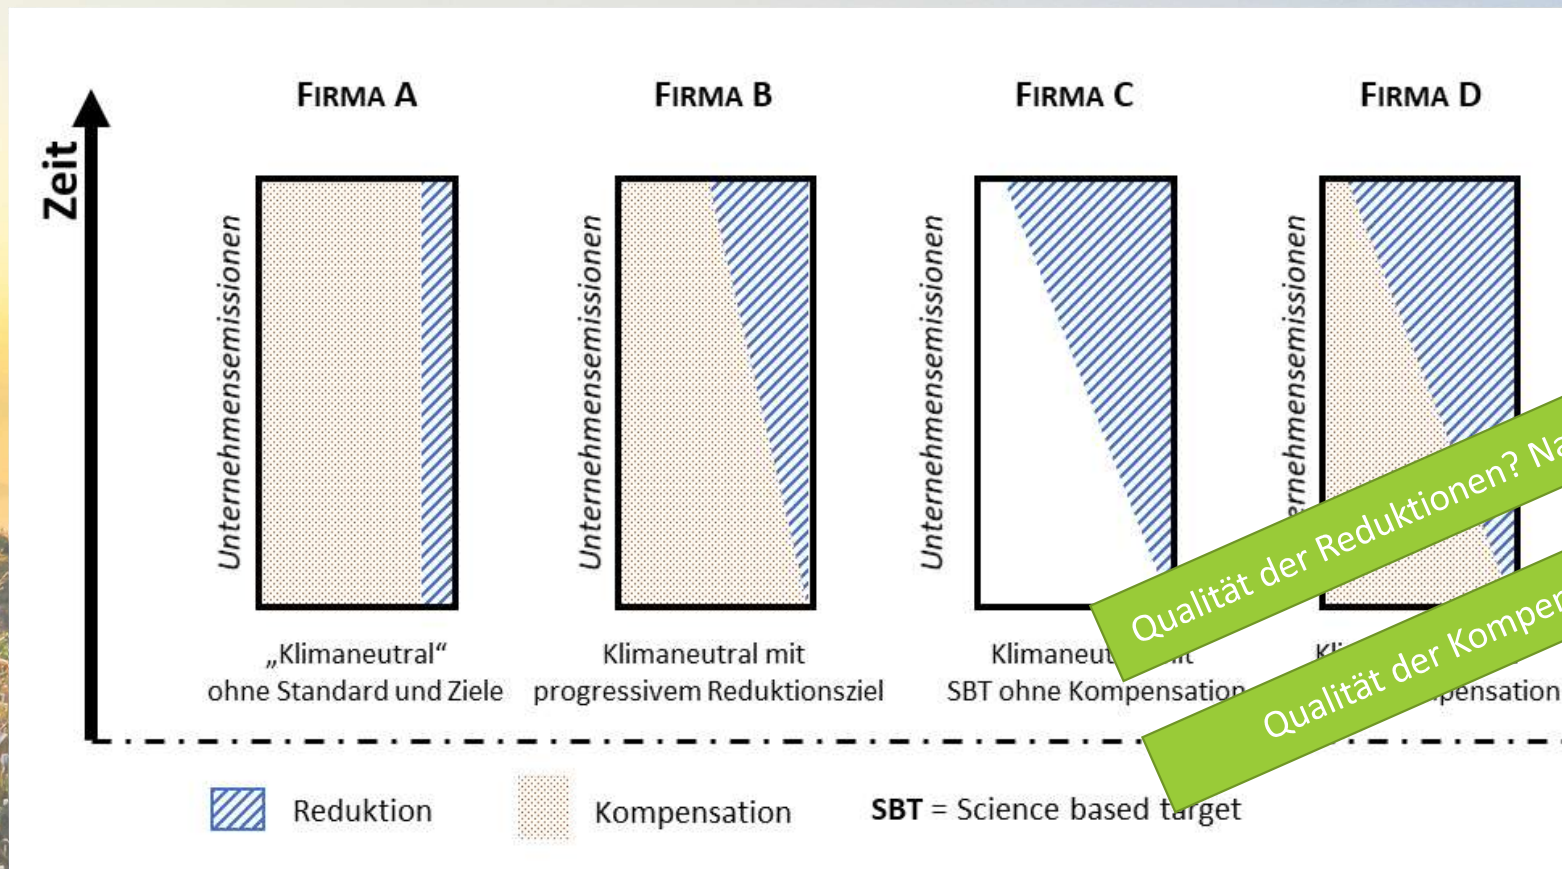 FIRMA A
FIRMA B
FIRMA C
FIRMA D
Zeit
Unternehmensemissionen
Unternehmensemissionen
Unternehmensemissionen
„Klimaneutral“
ohne Standard und Ziele
Klimaneutral mit
progressivem Reduktionsziel
SBT ohne Kompensation
Qualität der Reduktionen?
Qualität der
Reduktion
Kompensation
SBT = Science based target